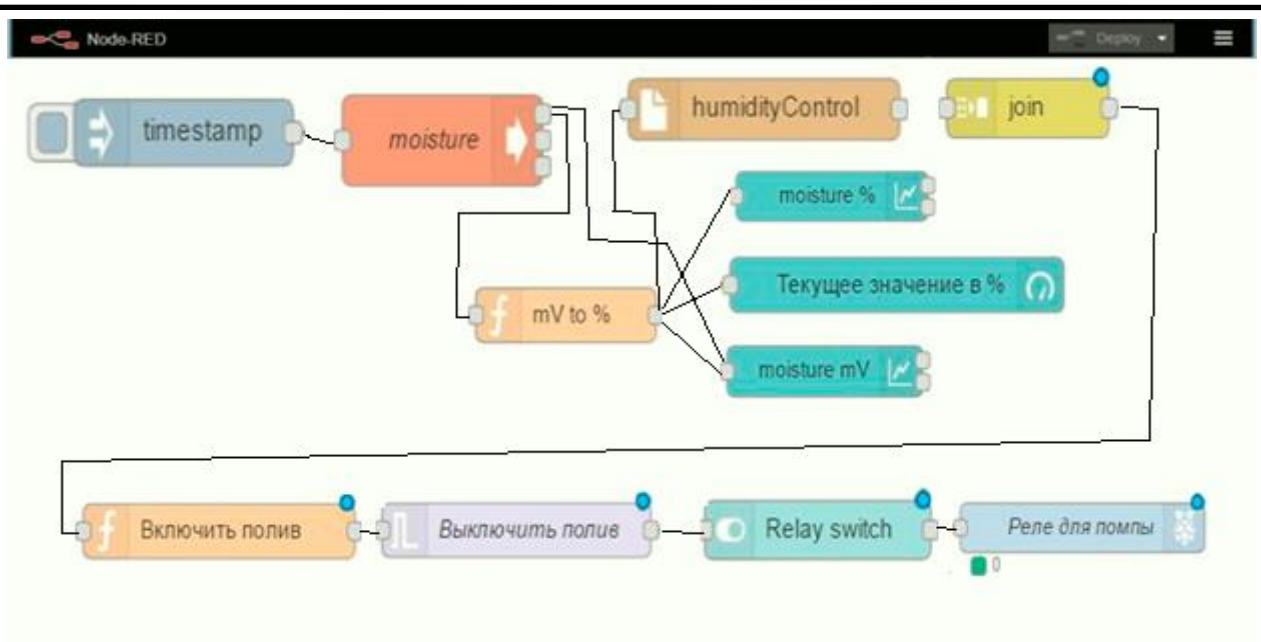 Node-RED
Deploy
timestamp
moisture
humidityControl
join
moisture %
Текущее значение в %
mV to %
moisture mV
Включить полив
Выключить полив
Relay switch
Реле для помпы
0